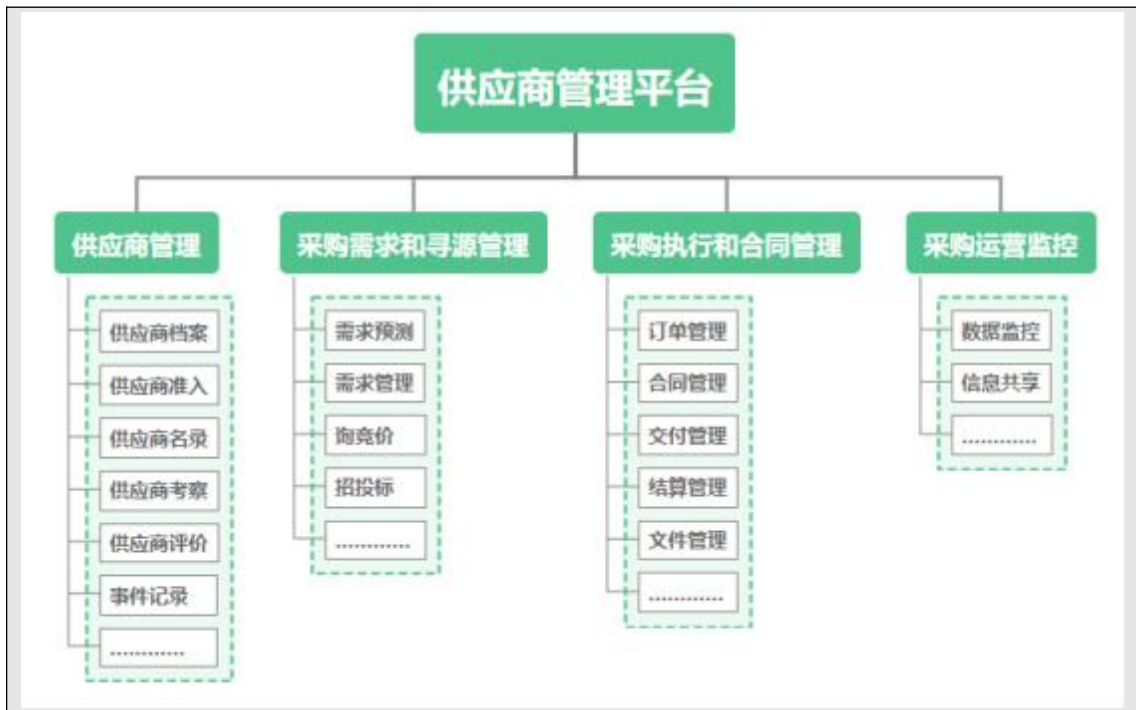 供应商管理平台
供应商管理
供应商档案
供应商准入
供应商名录
供应商考察
供应商评价
事件记录
............
采购需求和寻源管理
需求预测
需求管理
询竞价
招投标
............
采购执行和合同管理
订单管理
合同管理
交付管理
结算管理
文件管理
............
采购运营监控
数据监控
信息共享
............